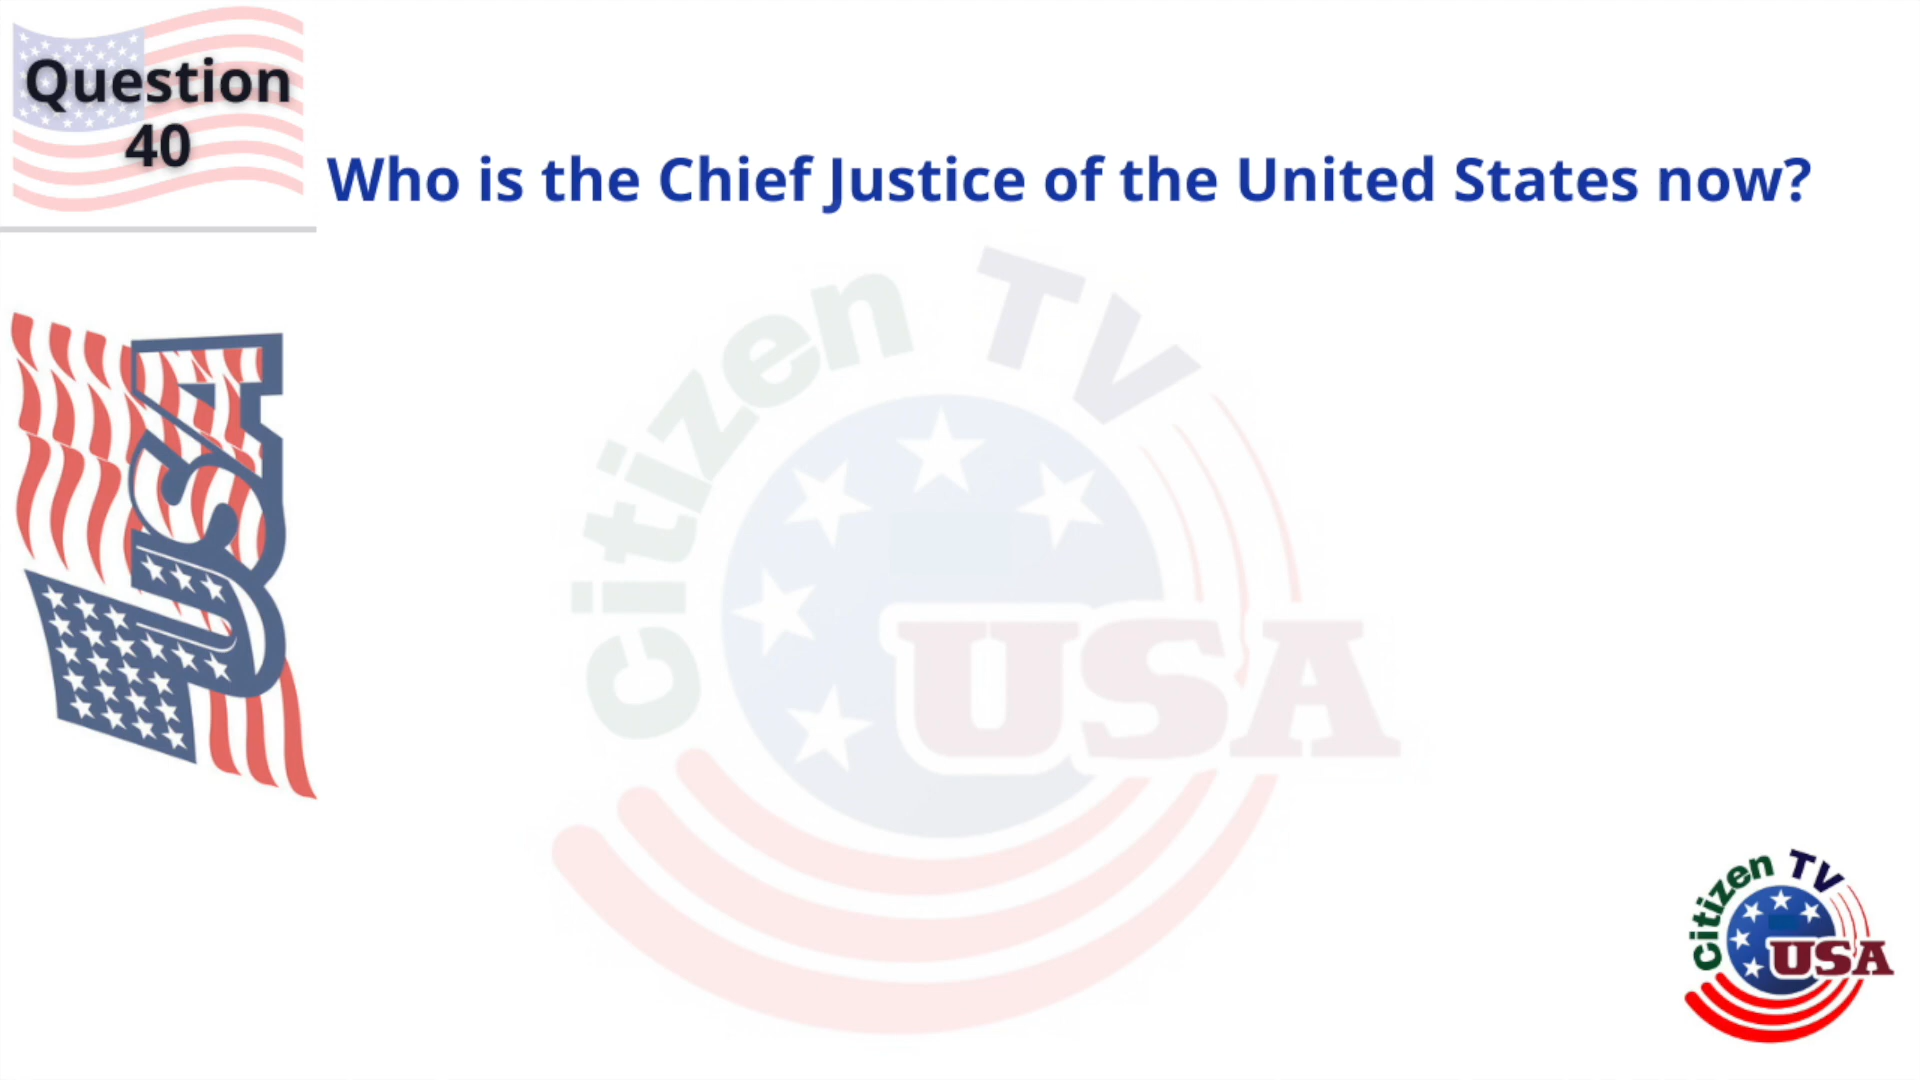 Question
40
Who is the Chief Justice of the United States now?
USA
Citizen TV
USA
Citizen TV
USA